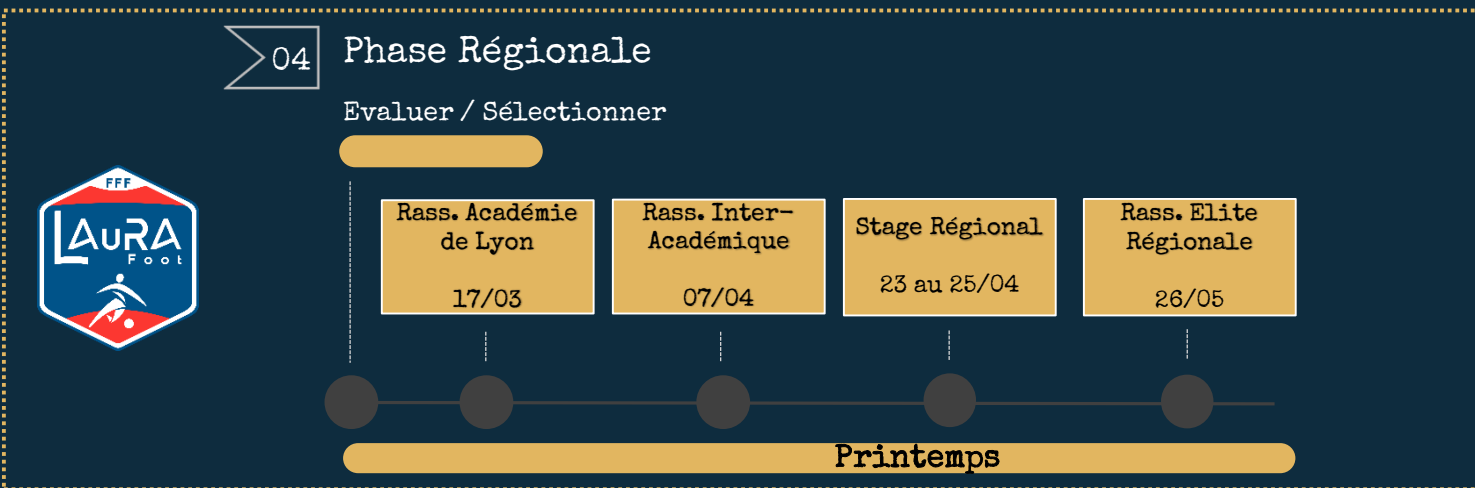 04
Phase Régionale
Evaluer / Sélectionner
FFF
LAuRA
Foot
Rass. Académie
de Lyon
17/03
Rass. Inter-
Académique
07/04
Stage Régional
23 au 25/04
Rass. Elite
Régionale
26/05
Printemps